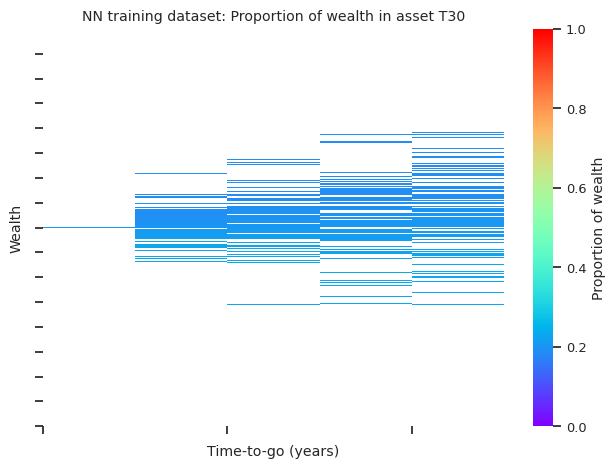 NN training dataset: Proportion of wealth in asset T30
Wealth
Time-to-go (years)
1.0
0.8
0.6
0.4
0.2
0.0
Proportion of wealth